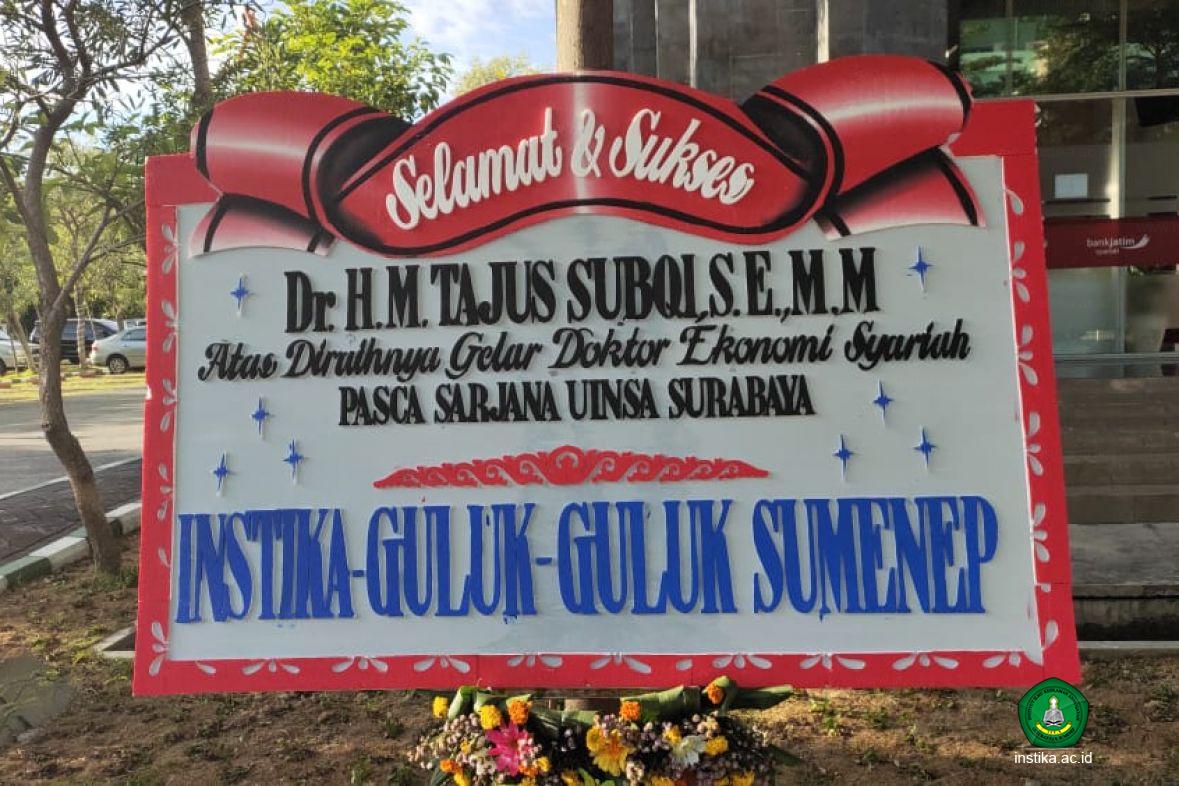 Selamat & Sukses
Dr. H.M. TAJUS SUBQI, S.E., M.M
Atas Diraihnya Gelar Doktor Ekonomi Syariah
PASCA SARJANA UINSA SURABAYA
INSTIKA-GULUK-GULUK SUMENEP
bankjatim
syariah
instika.ac.id